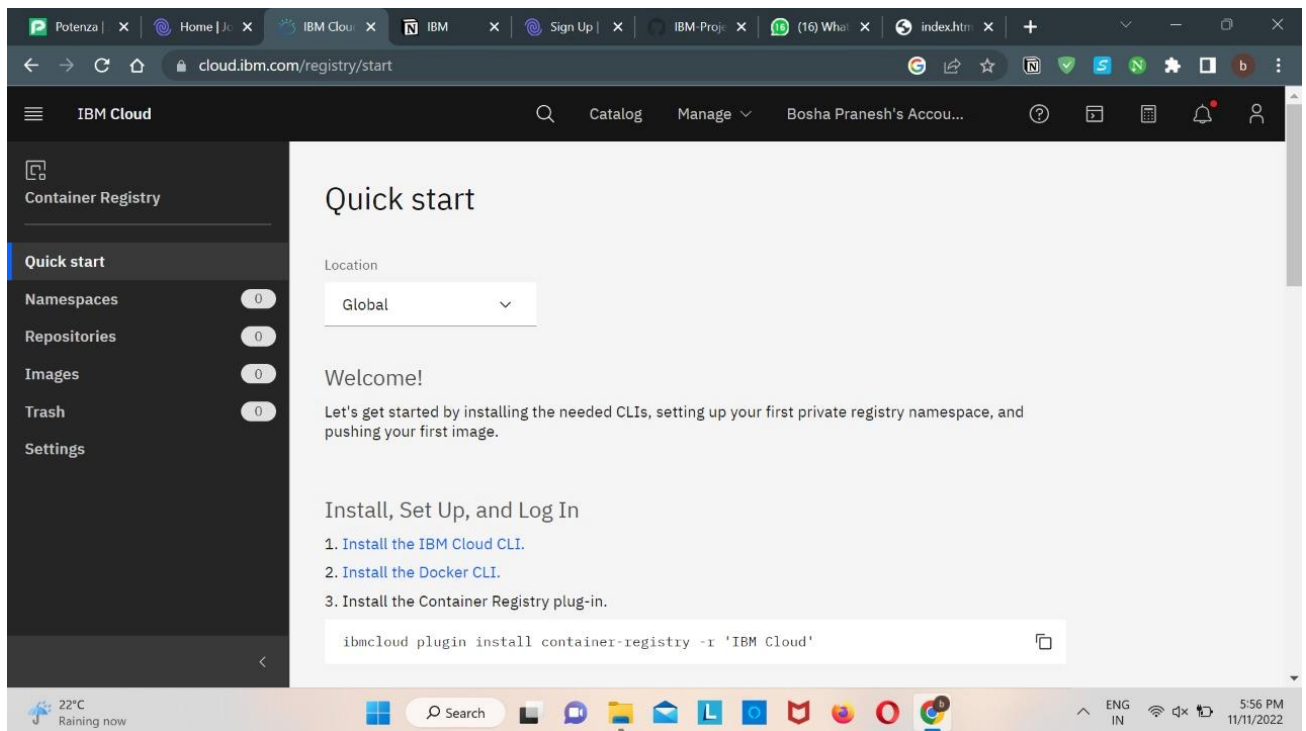 Potenza |
Home | Jo
IBM Clou
IBM
Sign Up |
IBM-Proje
(16) What
index.htm
cloud.ibm.com/registry/start
IBM Cloud
Catalog
Manage
Bosha Pranesh's Accou...
Container Registry
Quick start
Namespaces 0
Repositories 0
Images 0
Trash 0
Settings
Quick start
Location
Global
Welcome!
Let's get started by installing the needed CLIs, setting up your first private registry namespace, and
pushing your first image.
Install, Set Up, and Log In
1. Install the IBM Cloud CLI.
2. Install the Docker CLI.
3. Install the Container Registry plug-in.
ibmcloud plugin install container-registry -r 'IBM Cloud'
22°C
Raining now
Search
ENG
IN
5:56 PM
11/11/2022